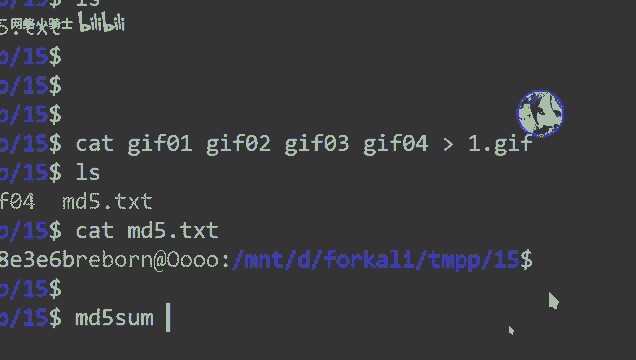 ls
5.txt 网络小骑士 bilibili
p/15$
p/15$
p/15$
p/15$ cat gif01 gif02 gif03 gif04 > 1.gif
p/15$ ls
f04 md5.txt
p/15$ cat md5.txt
8e3e6breborn@Oooo:/mnt/d/forkali/tmpp/15$
p/15$
p/15$ md5sum